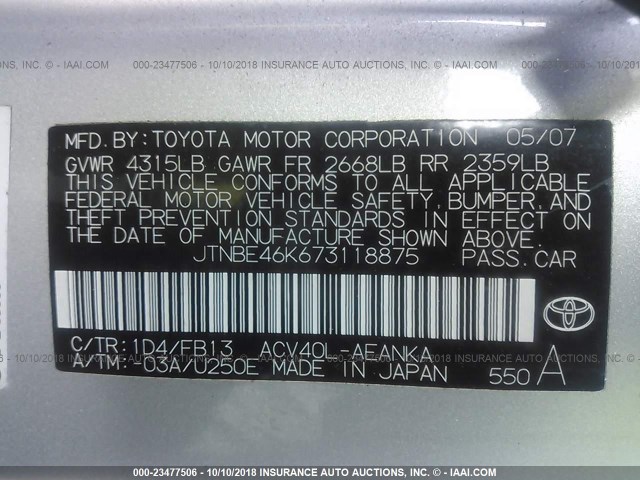 000-23477506 - 10/10/2018 INSURANCE AUTO AUCTIONS, INC. - IAAI.COM
MFD. BY: TOYOTA MOTOR CORPORATION 05/07
GVWR 4315LB GAWR FR 2668LB RR 2359LB
THIS VEHICLE CONFORMS TO ALL APPLICABLE
FEDERAL MOTOR VEHICLE SAFETY, BUMPER, AND
THEFT PREVENTION STANDARDS IN EFFECT ON
THE DATE OF MANUFACTURE SHOWN ABOVE.
JTNBE46K673118875 PASS. CAR
C/TR: 1D4/FB13 ACV40L-AEANKA
A/TM: -03A/U250E MADE IN JAPAN 550 A
000-23477506 - 10/10/2018 INSURANCE AUTO AUCTIONS, INC. - IAAI.COM